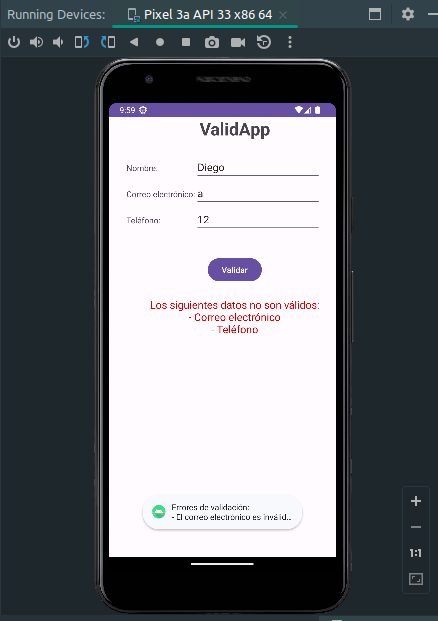 Running Devices:
Pixel 3a API 33 x86 64
9:59
ValidApp
Nombre:
Diego
Correo electrónico:
a
Teléfono:
12
Validar
Los siguientes datos no son válidos:
- Correo electrónico
- Teléfono
Errores de validación:
- El correo electrónico es inválid...
1:1